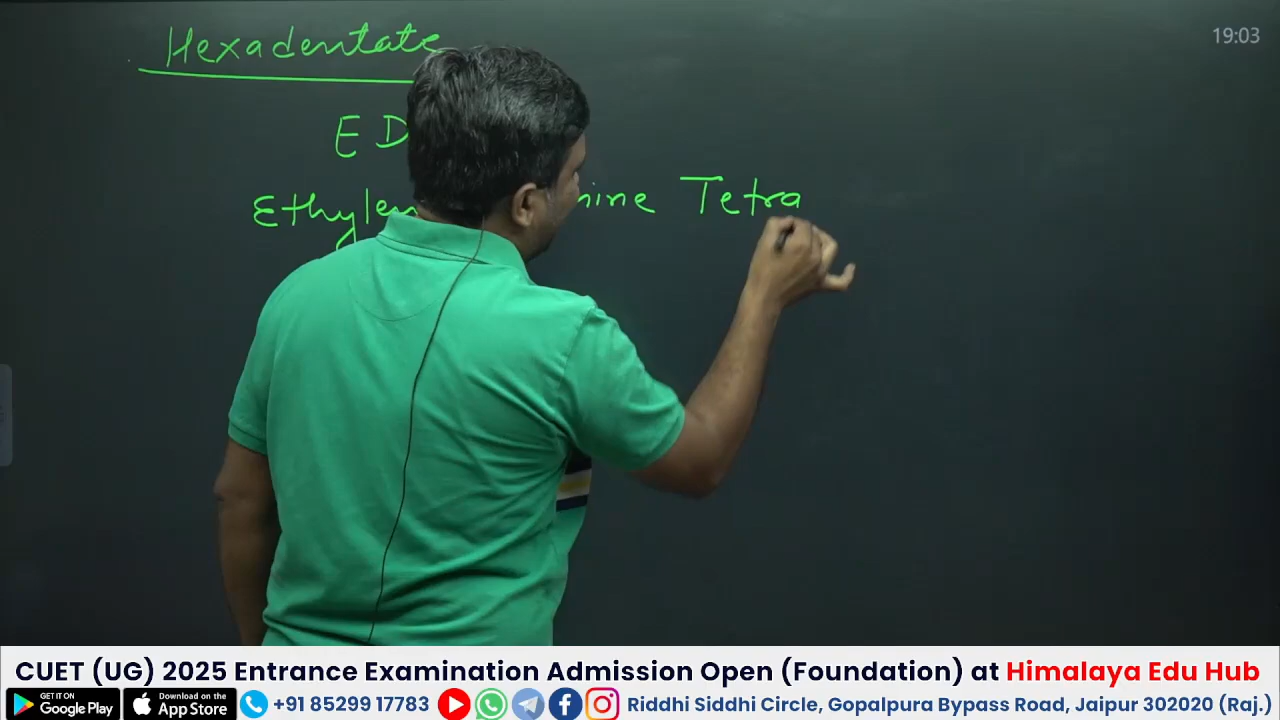 19:03
Hexadentate
E D
Ethylen ine Tetra
CUET (UG) 2025 Entrance Examination Admission Open (Foundation) at Himalaya Edu Hub
GET IT ON Google Play Download on the App Store +91 85299 17783 Riddhi Siddhi Circle, Gopalpura Bypass Road, Jaipur 302020 (Raj.)